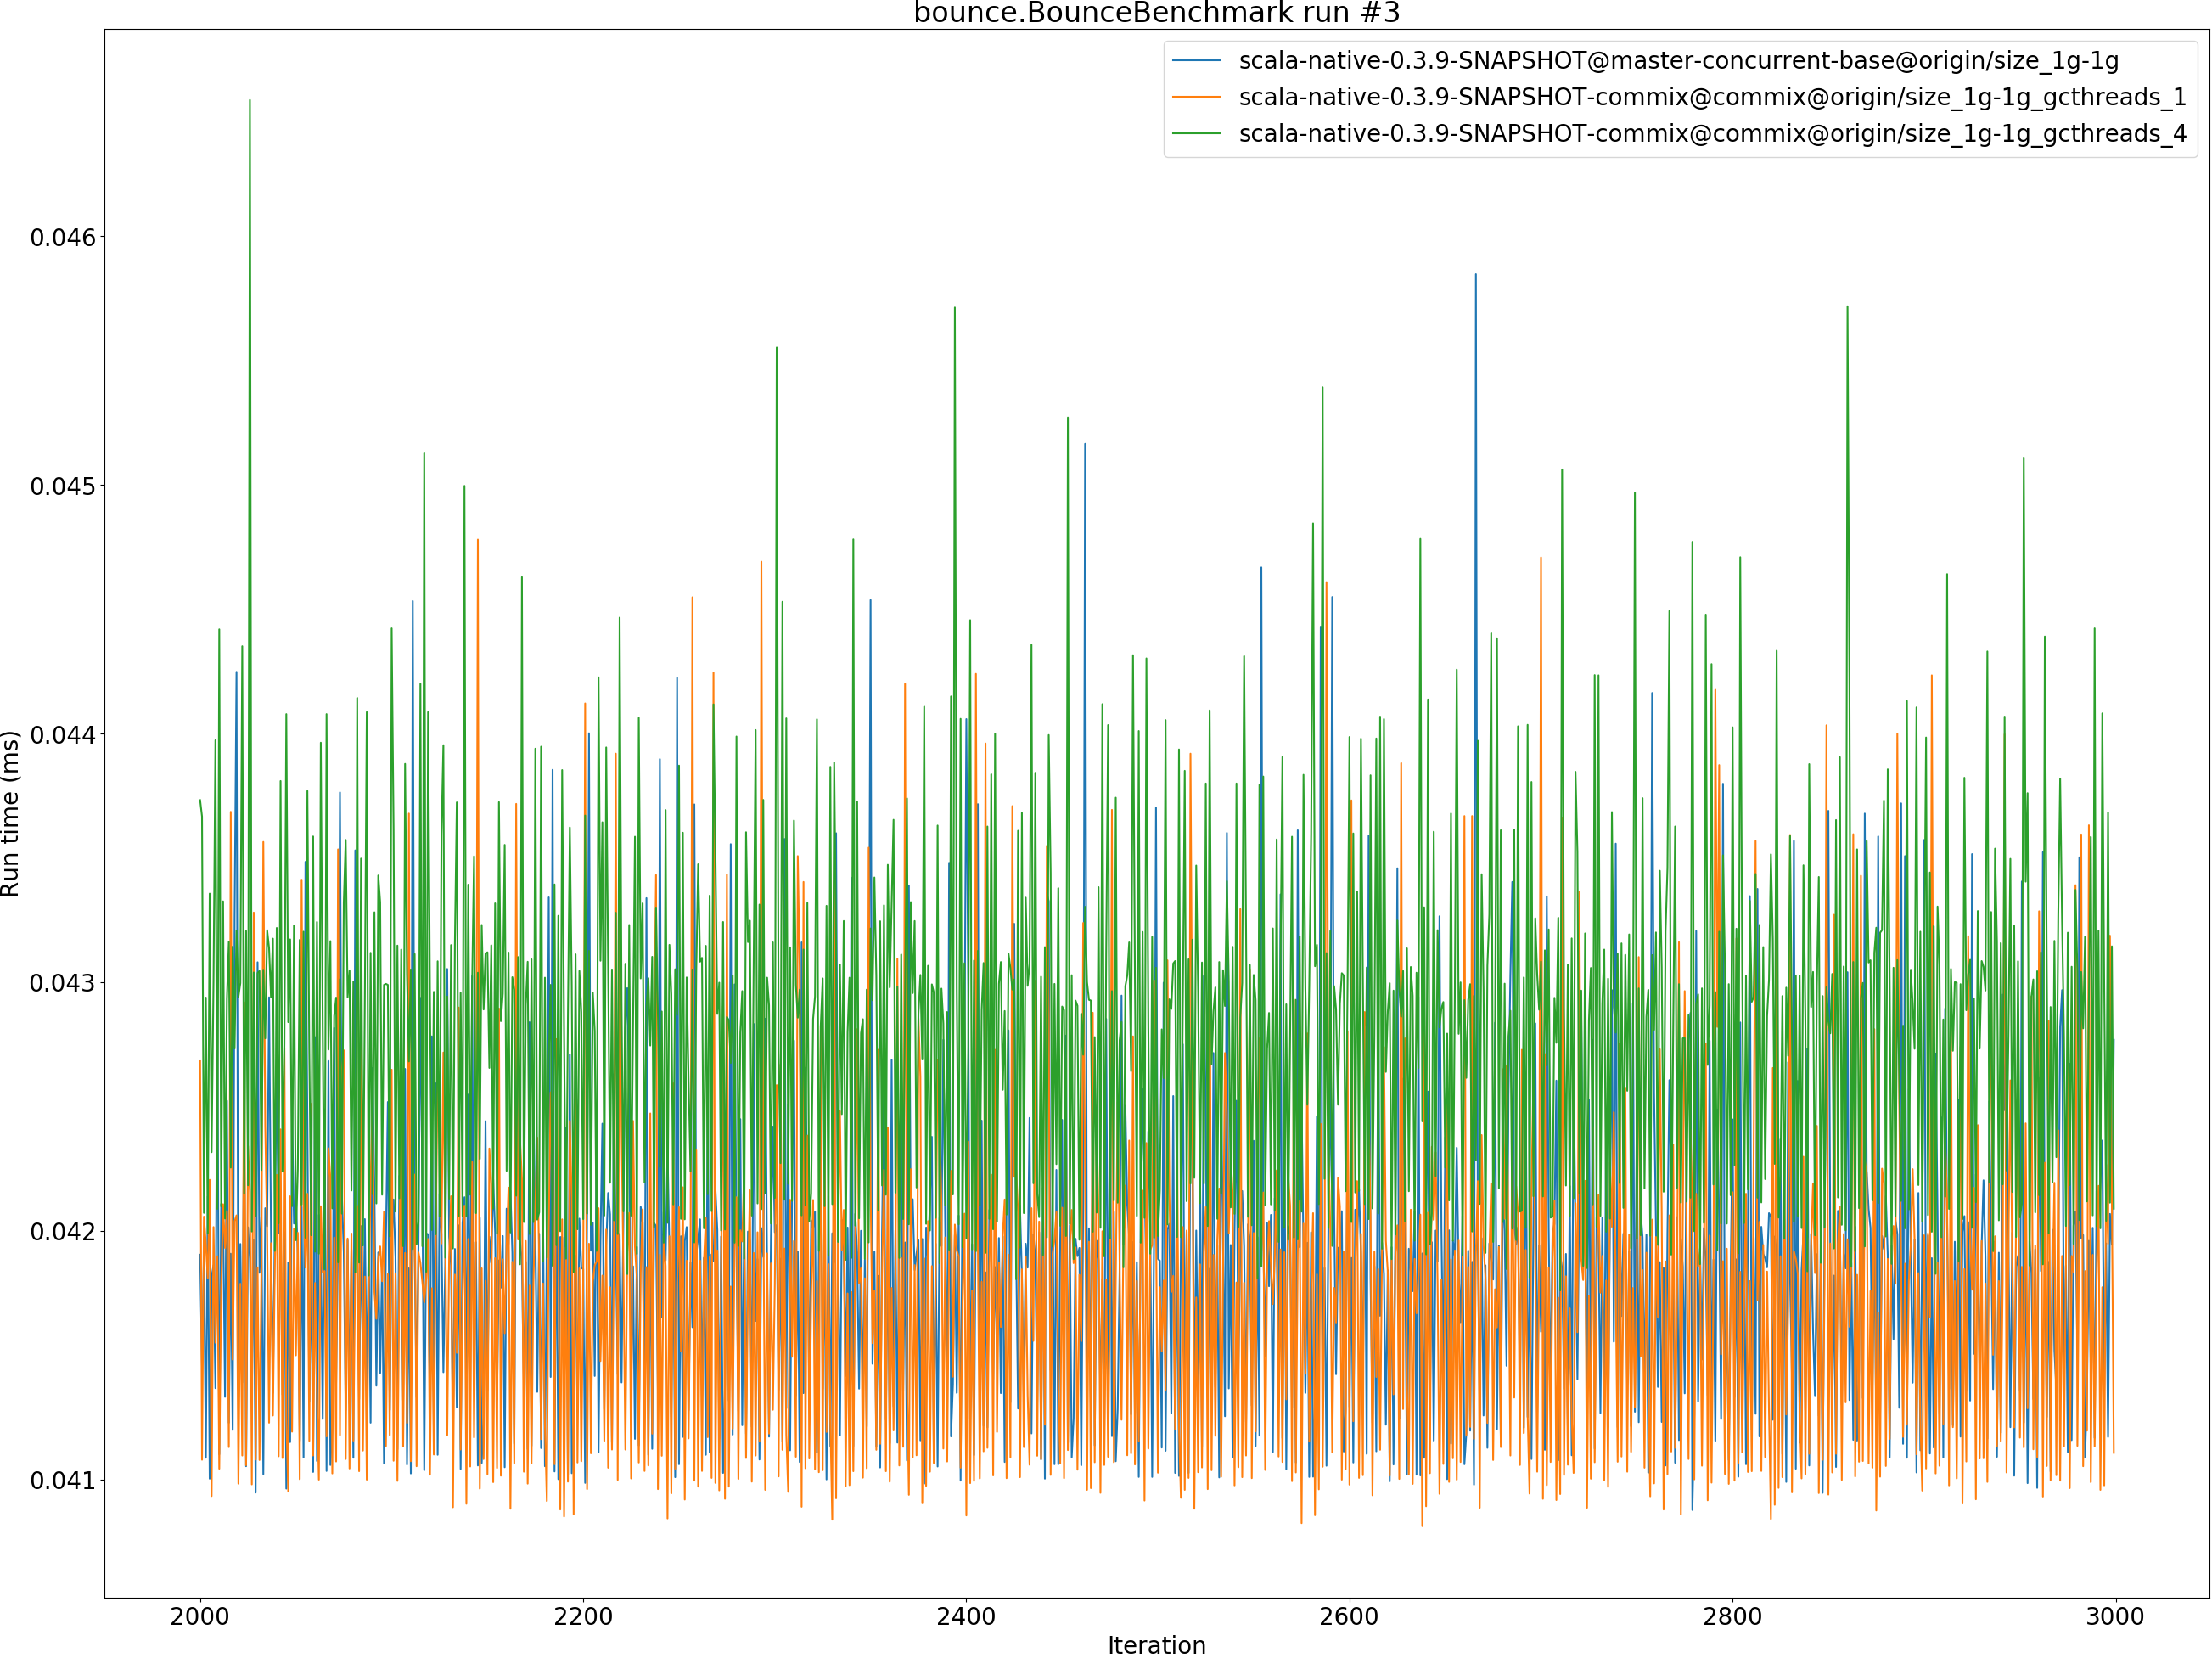 bounce.BounceBenchmark run #3
scala-native-0.3.9-SNAPSHOT@master-concurrent-base@origin/size_1g-1g
scala-native-0.3.9-SNAPSHOT-commix@commix@origin/size_1g-1g_gcthreads_1
scala-native-0.3.9-SNAPSHOT-commix@commix@origin/size_1g-1g_gcthreads_4
0.046
0.045
0.044
0.043
0.042
0.041
Run time (ms)
2000
2200
2400
2600
2800
3000
Iteration